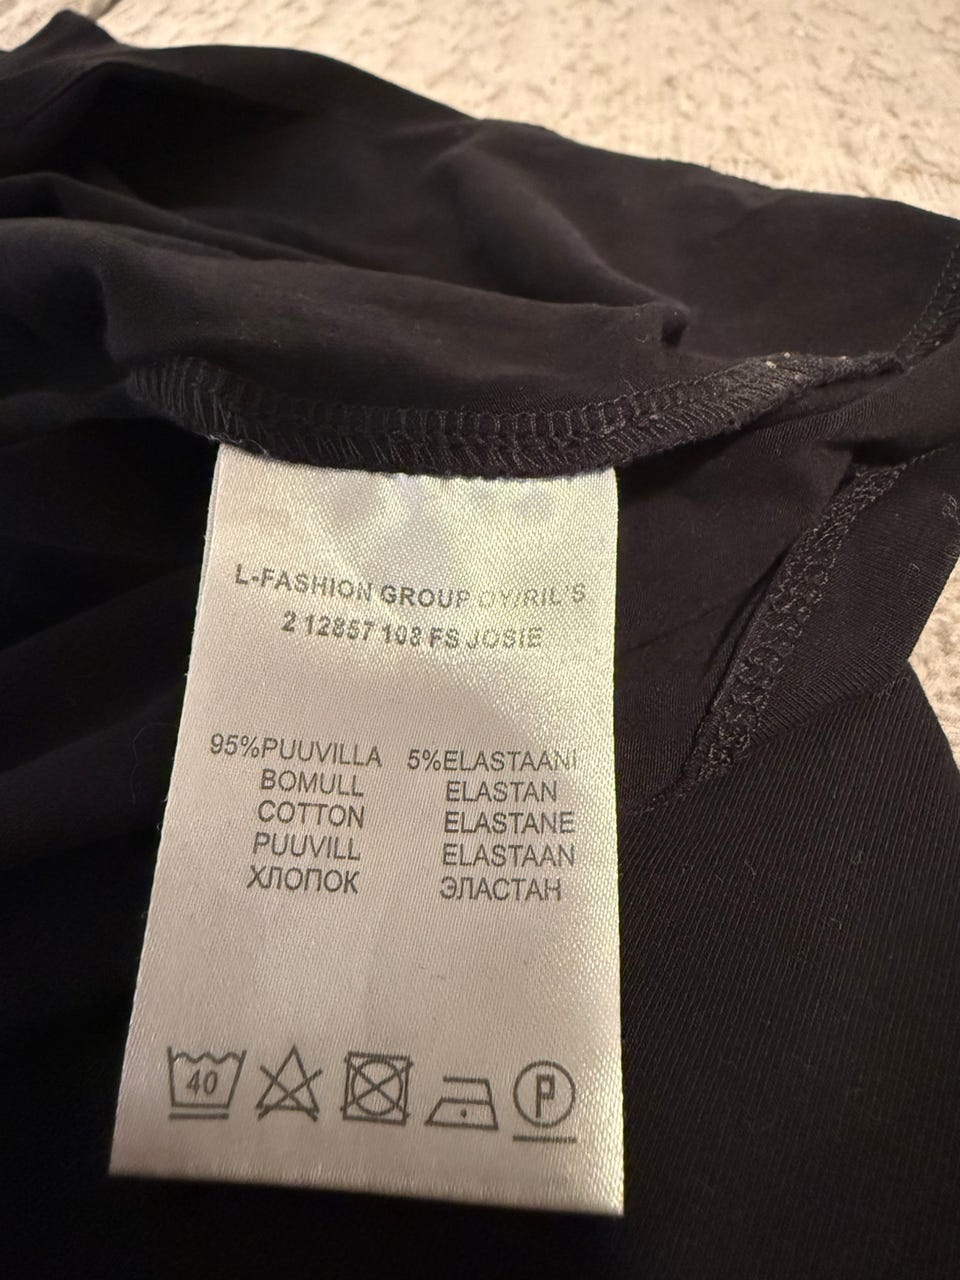 L-FASHION GROUP OY/RIL'S
2 12857 103 FS JOSIE
95%PUUVILLA 5%ELASTAANI
BOMULL ELASTAN
COTTON ELASTANE
PUUVILL ELASTAAN
ХЛОПОК ЭЛАСТАН
40 P